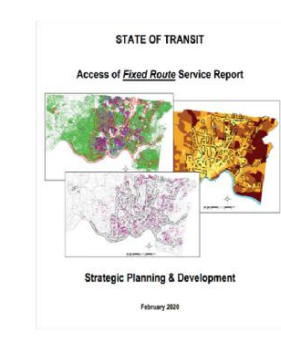 STATE OF TRANSIT
Access of Fixed Route Service Report
Strategic Planning & Development
February 2020